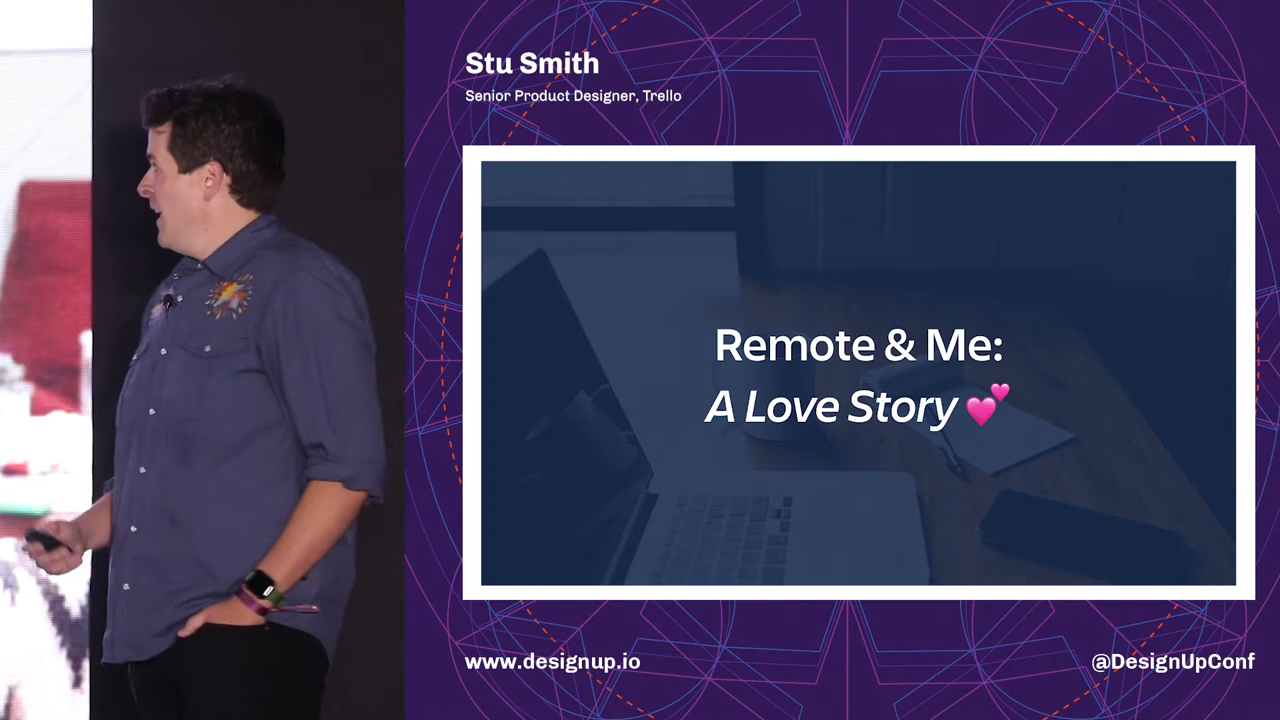 Stu Smith
Senior Product Designer, Trello
Remote & Me:
A Love Story 💕
www.designup.io
@DesignUpConf